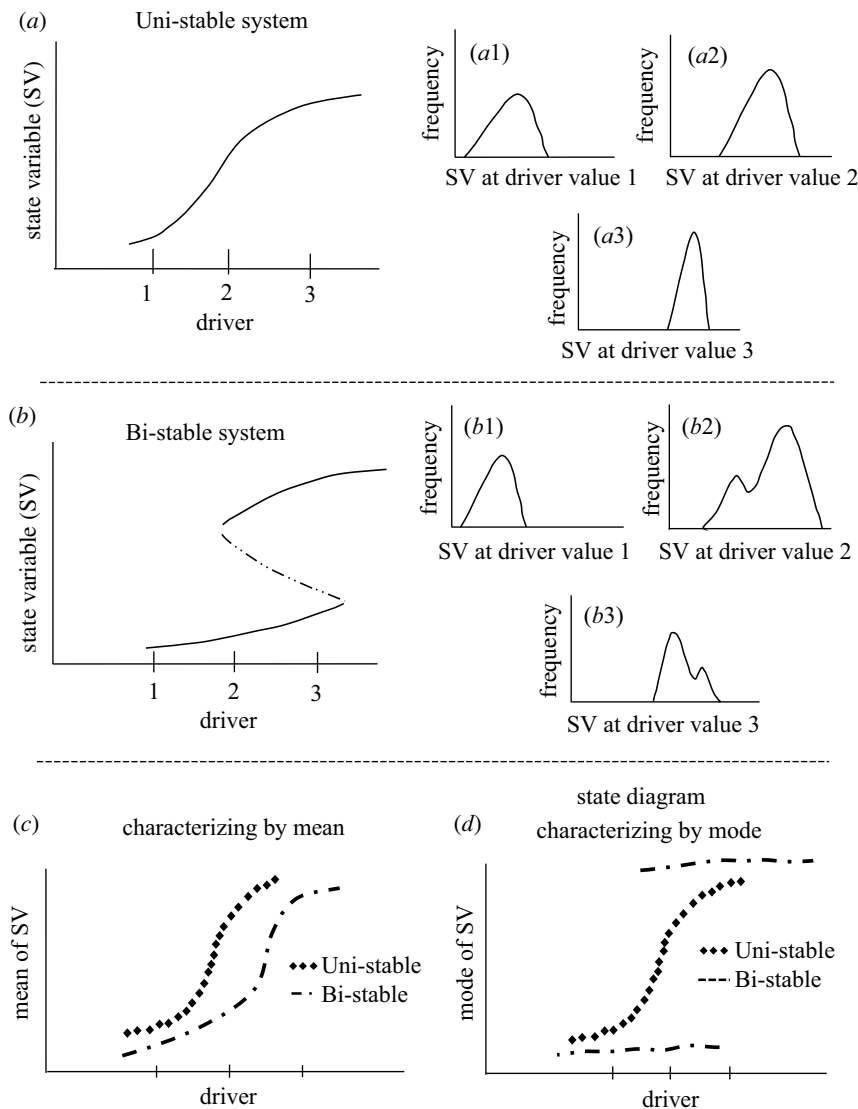 (a)
Uni-stable system
state variable (SV)
1 2 3
driver
(a1)
frequency
SV at driver value 1
(a2)
frequency
SV at driver value 2
(a3)
frequency
SV at driver value 3
(b)
Bi-stable system
state variable (SV)
1 2 3
driver
(b1)
frequency
SV at driver value 1
(b2)
frequency
SV at driver value 2
(b3)
frequency
SV at driver value 3
(c)
characterizing by mean
mean of SV
Uni-stable
Bi-stable
driver
state diagram
(d)
characterizing by mode
mode of SV
Uni-stable
Bi-stable
driver